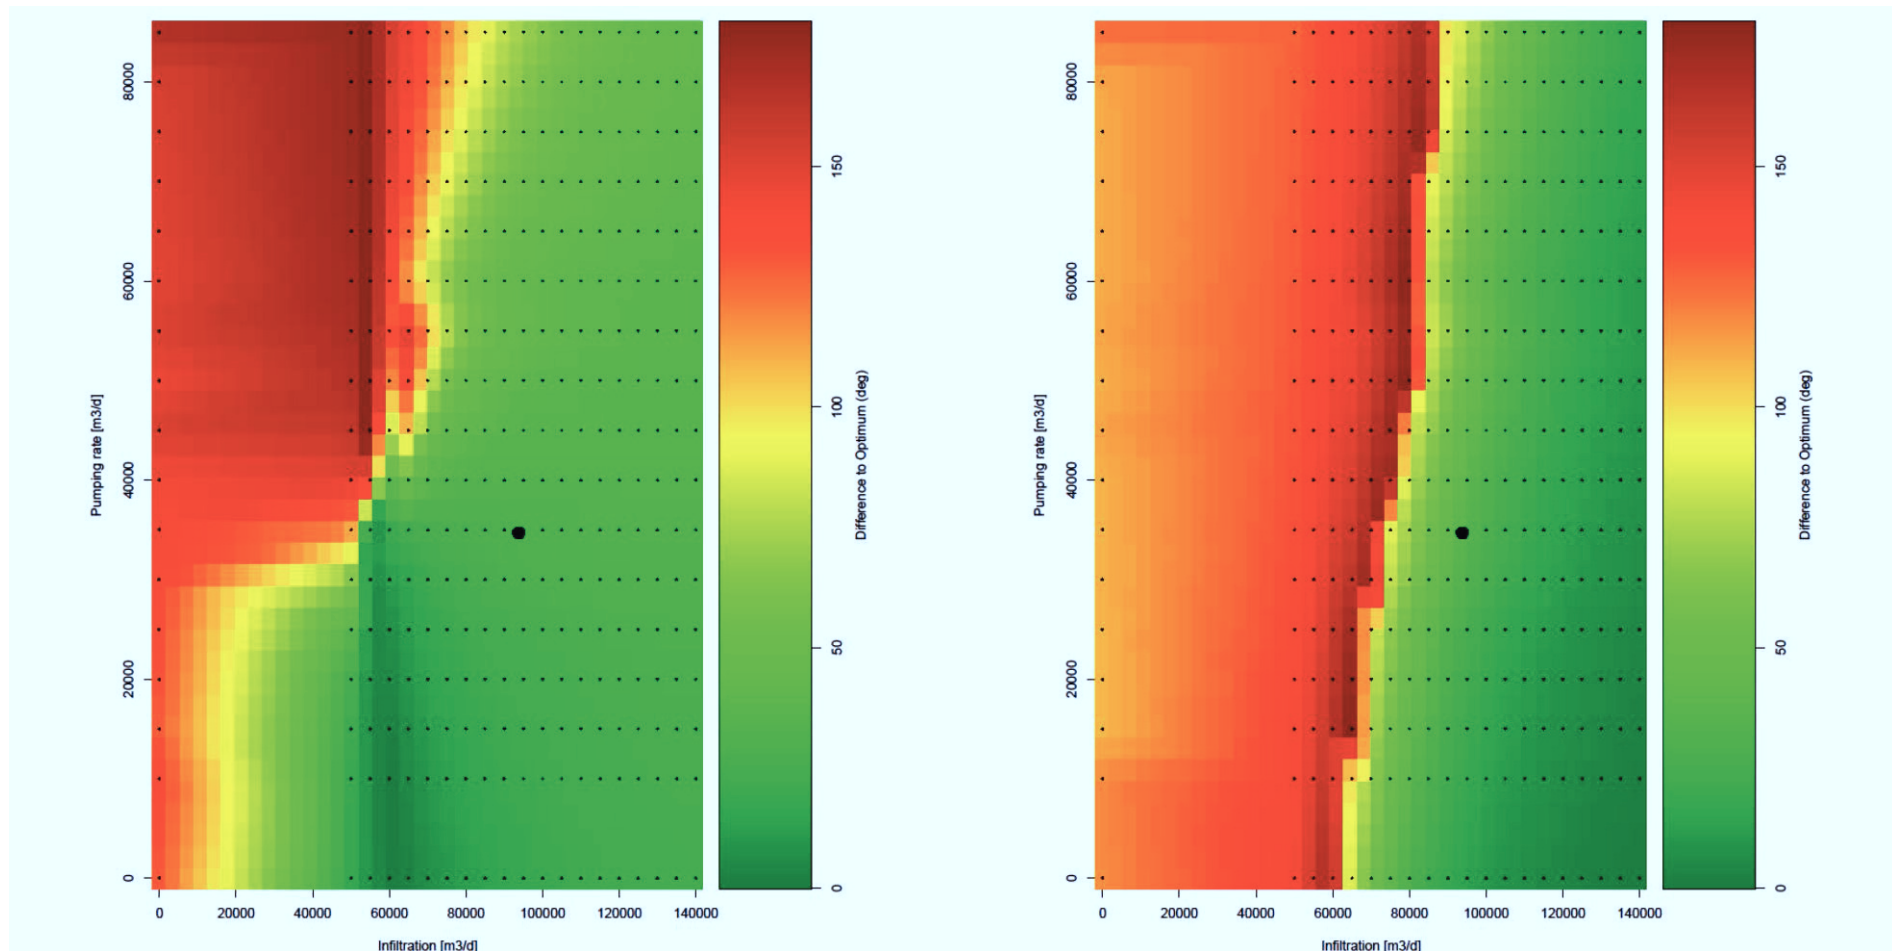 80000
60000
40000
20000
0
Pumping rate [m3/d]
0 20000 40000 60000 80000 100000 120000 140000
Infiltration [m3/d]
150
100
50
0
Difference to Optimum (deg)
80000
60000
40000
20000
0
Pumping rate [m3/d]
0 20000 40000 60000 80000 100000 120000 140000
Infiltration [m3/d]
150
100
50
0
Difference to Optimum (deg)